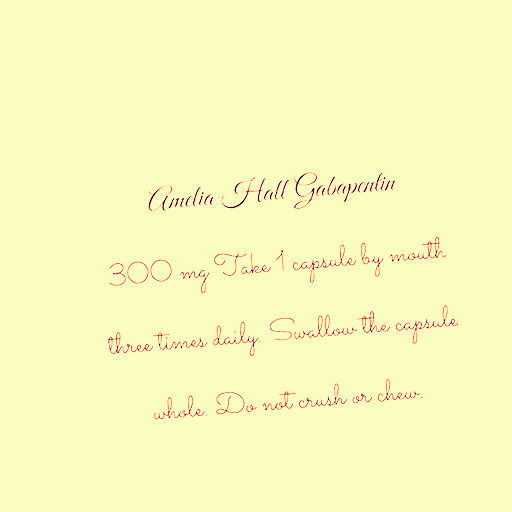 Amelia Hall Gabapentin
300 mg Take 1 capsule by mouth
three times daily. Swallow the capsule
whole. Do not crush or chew.